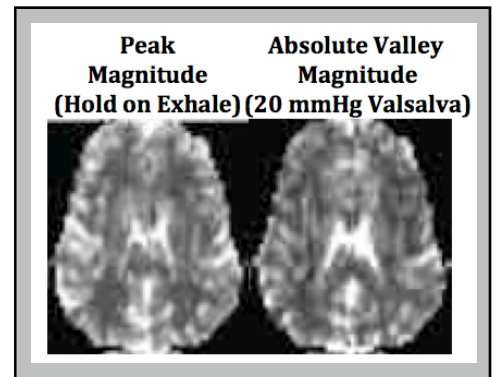 Peak
Magnitude
(Hold on Exhale)
Absolute Valley
Magnitude
(20 mmHg Valsalva)